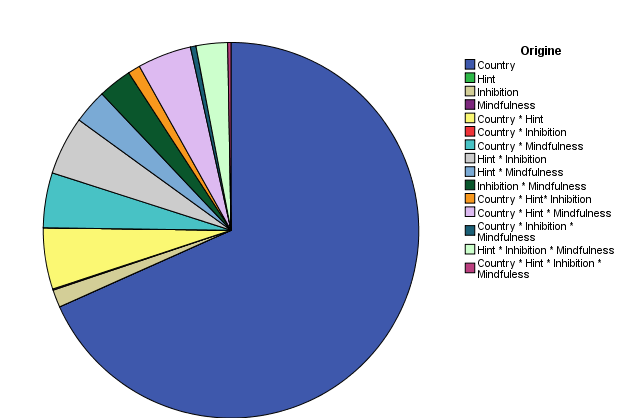 Origine
Country
Hint
Inhibition
Mindfulness
Country * Hint
Country * Inhibition
Country * Mindfulness
Hint * Inhibition
Hint * Mindfulness
Inhibition * Mindfulness
Country * Hint* Inhibition
Country * Hint * Mindfulness
Country * Inhibition *
Mindfulness
Hint * Inhibition * Mindfulness
Country * Hint * Inhibition *
Mindfuless